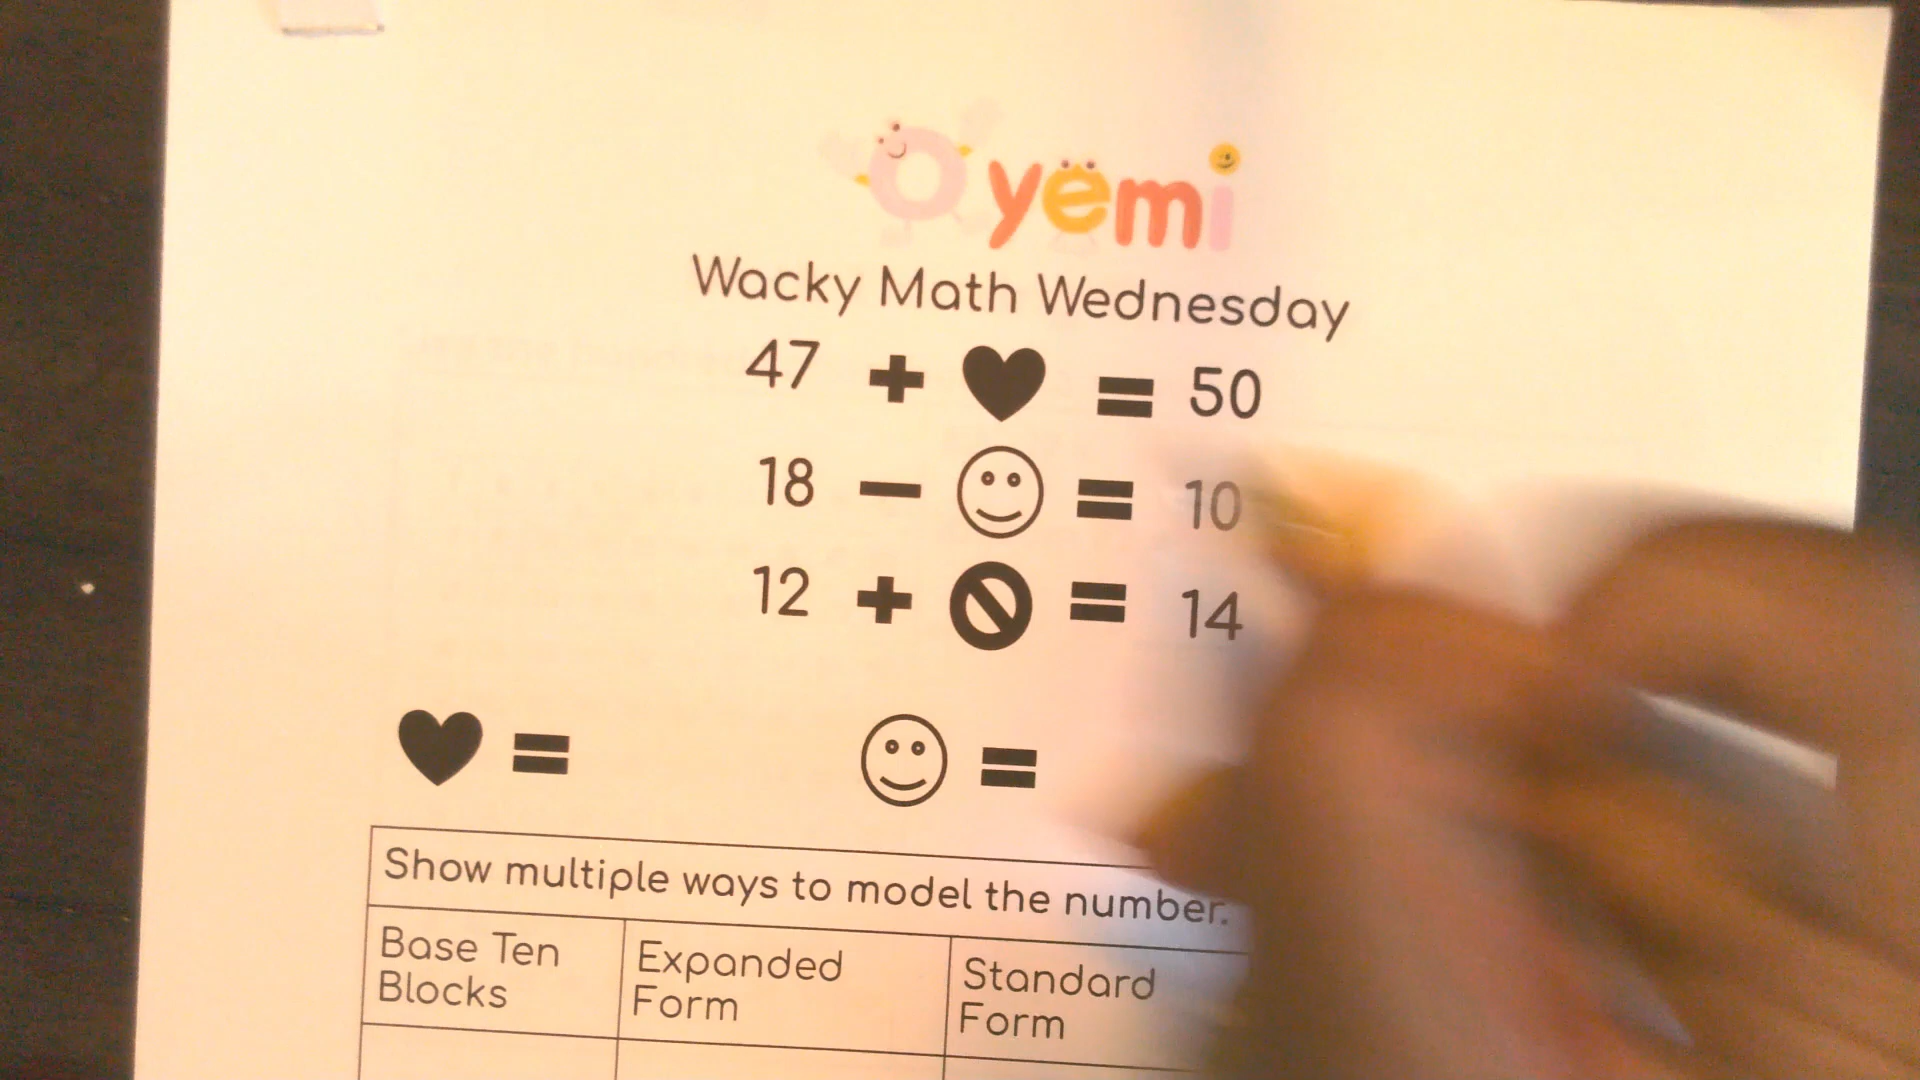 Oyemi
Wacky Math Wednesday
47 + ♥ = 50
18 - ☺ = 10
12 + 🛇 = 14
♥ = ☺ =
Show multiple ways to model the number.
Base Ten Blocks
Expanded Form
Standard Form